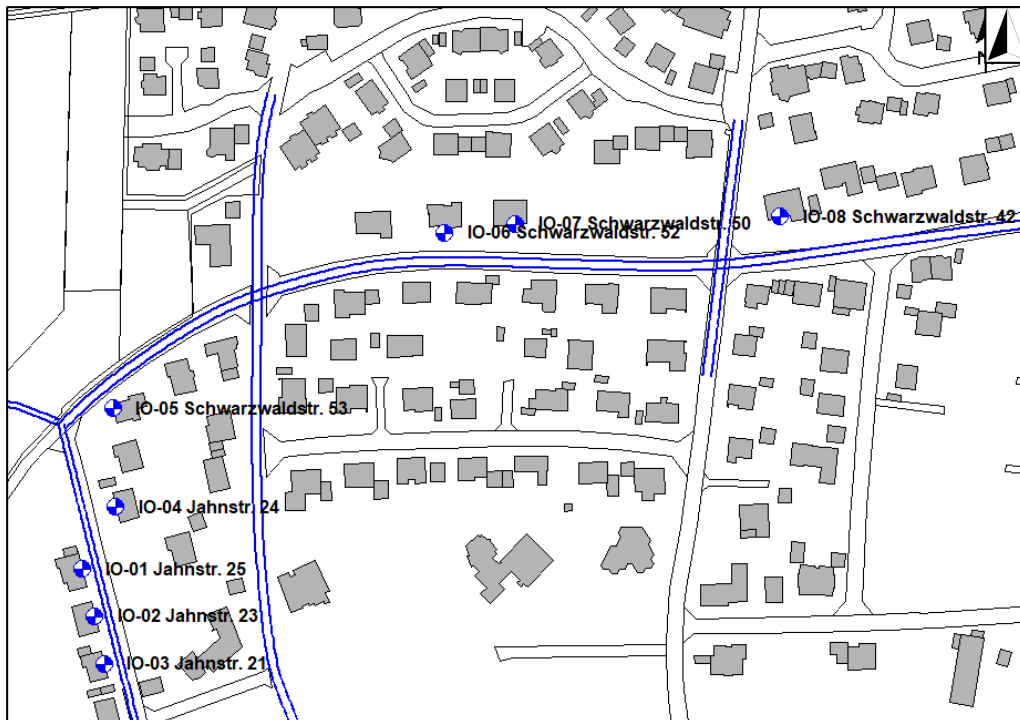 IO-08 Schwarzwaldstr. 42
IO-07 Schwarzwaldstr. 50
IO-06 Schwarzwaldstr. 52
IO-05 Schwarzwaldstr. 53
IO-04 Jahnstr. 24
IO-01 Jahnstr. 25
IO-02 Jahnstr. 23
IO-03 Jahnstr. 21